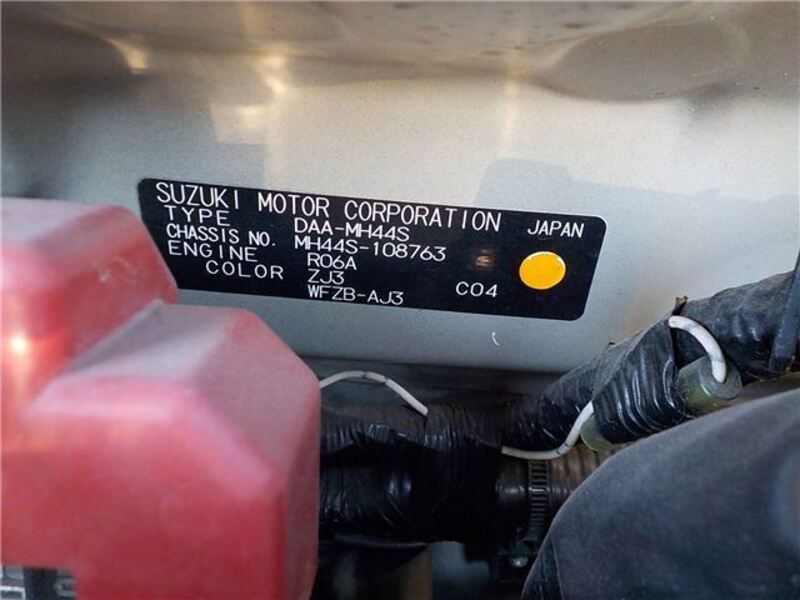 SUZUKI MOTOR CORPORATION JAPAN
TYPE DAA-MH44S
CHASSIS NO. MH44S-108763
ENGINE R06A
COLOR ZJ3
WFZB-AJ3 C04